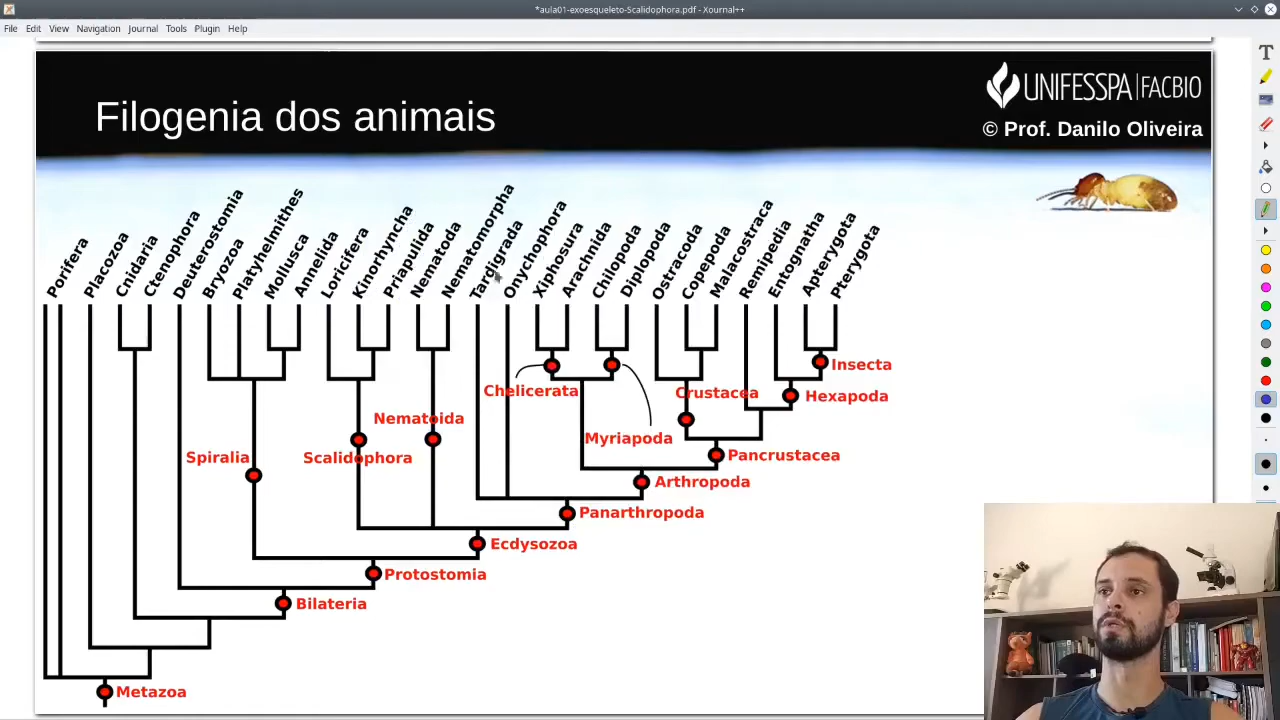 *aula01-exoesqueleto-Scalidophora.pdf - Xournal++
File Edit View Navigation Journal Tools Plugin Help
Filogenia dos animais
UNIFESSPA | FACBIO
© Prof. Danilo Oliveira
Porifera
Placozoa
Cnidaria
Ctenophora
Deuterostomia
Bryozoa
Platyhelmithes
Mollusca
Annelida
Loricifera
Kinorhyncha
Priapulida
Nematoda
Nematomorpha
Tardigrada
Onychophora
Xiphosura
Arachnida
Chilopoda
Diplopoda
Ostracoda
Copepoda
Malacostraca
Remipedia
Entognatha
Apterygota
Pterygota
Insecta
Chelicerata
Crustacea
Hexapoda
Nematoida
Myriapoda
Spiralia
Scalidophora
Pancrustacea
Arthropoda
Panarthropoda
Ecdysozoa
Protostomia
Bilateria
Metazoa
T